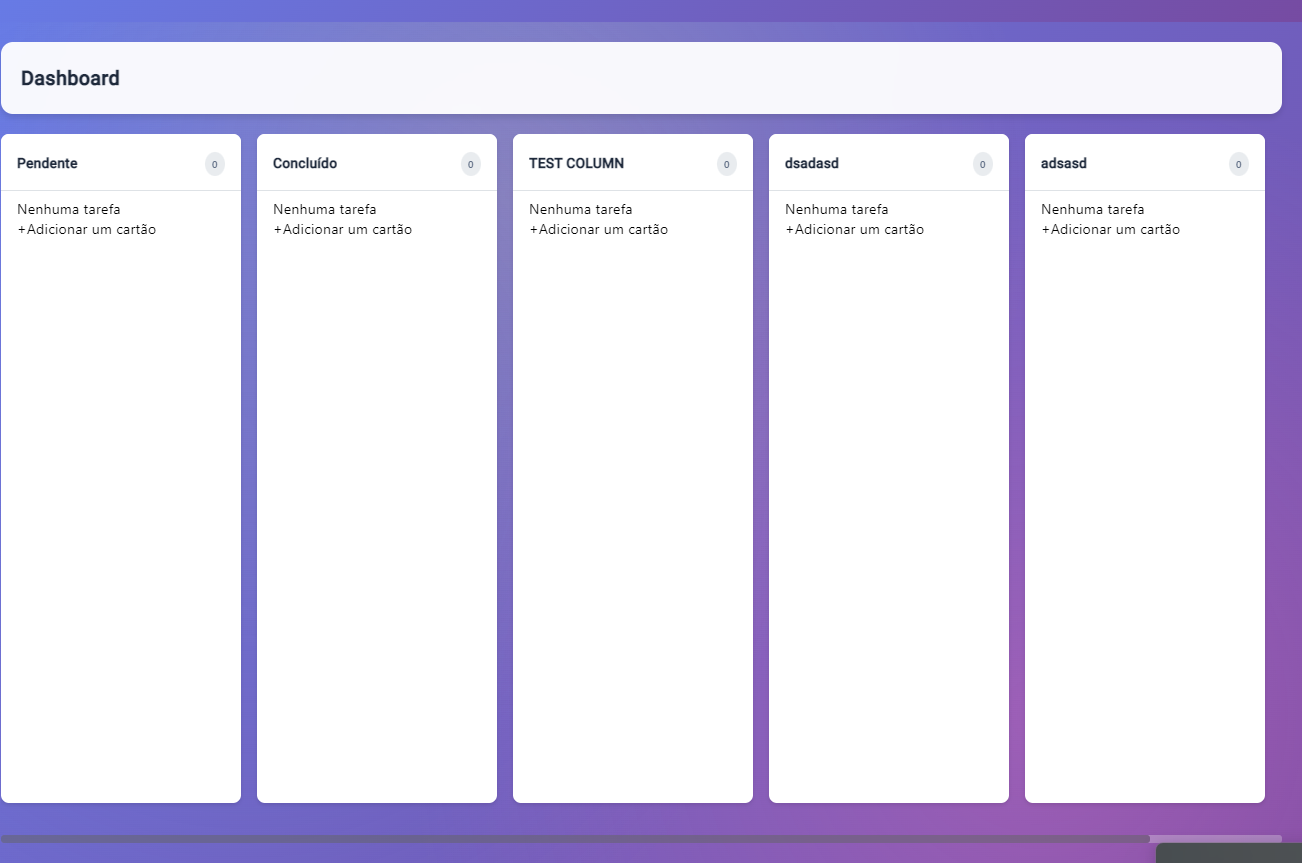 Dashboard
Pendente 0
Nenhuma tarefa
+Adicionar um cartão
Concluído 0
Nenhuma tarefa
+Adicionar um cartão
TEST COLUMN 0
Nenhuma tarefa
+Adicionar um cartão
dsadasd 0
Nenhuma tarefa
+Adicionar um cartão
adsasd 0
Nenhuma tarefa
+Adicionar um cartão